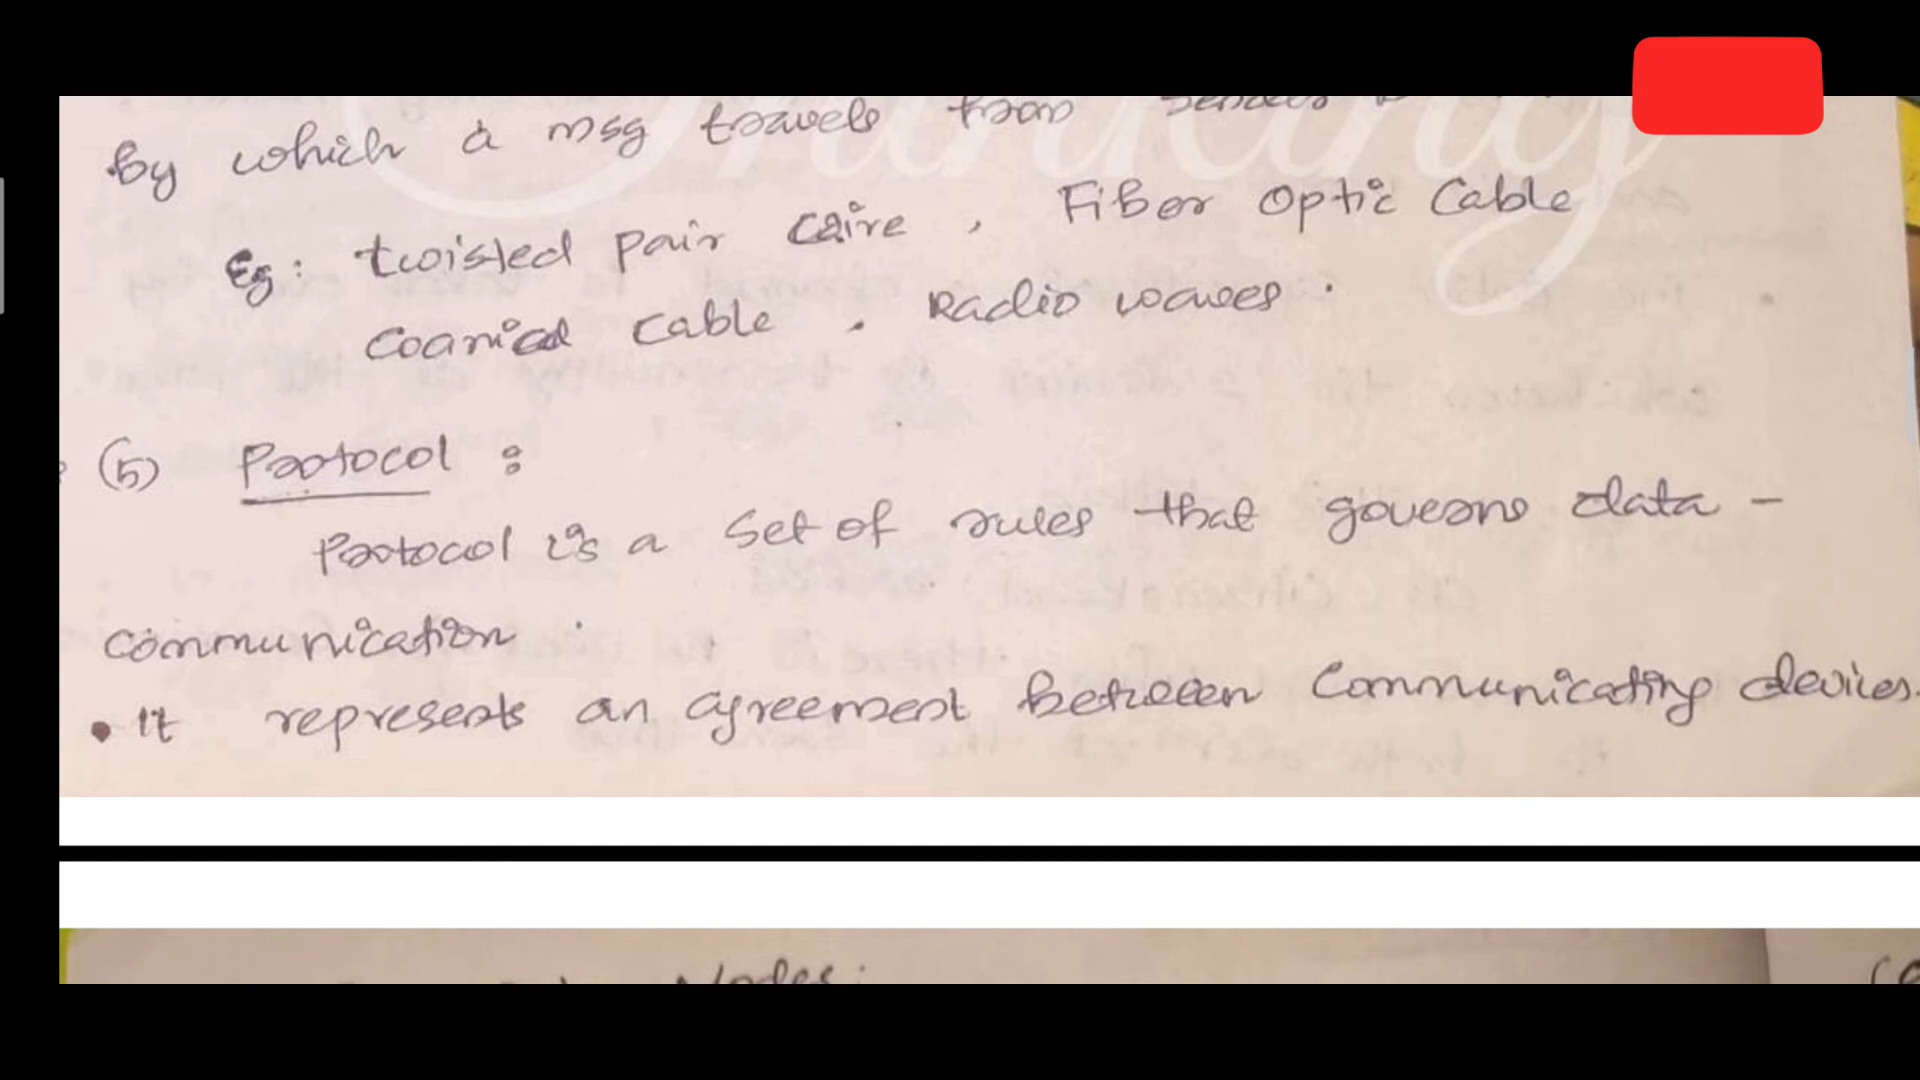 by which a msg travels from
Eg: twisted pair wire, Fiber Optic Cable
Coaxial Cable, Radio waves.
(5) Protocol :
Protocol is a set of rules that governs data -
communication.
• It represents an agreement between Communicating devices.
Nodes: